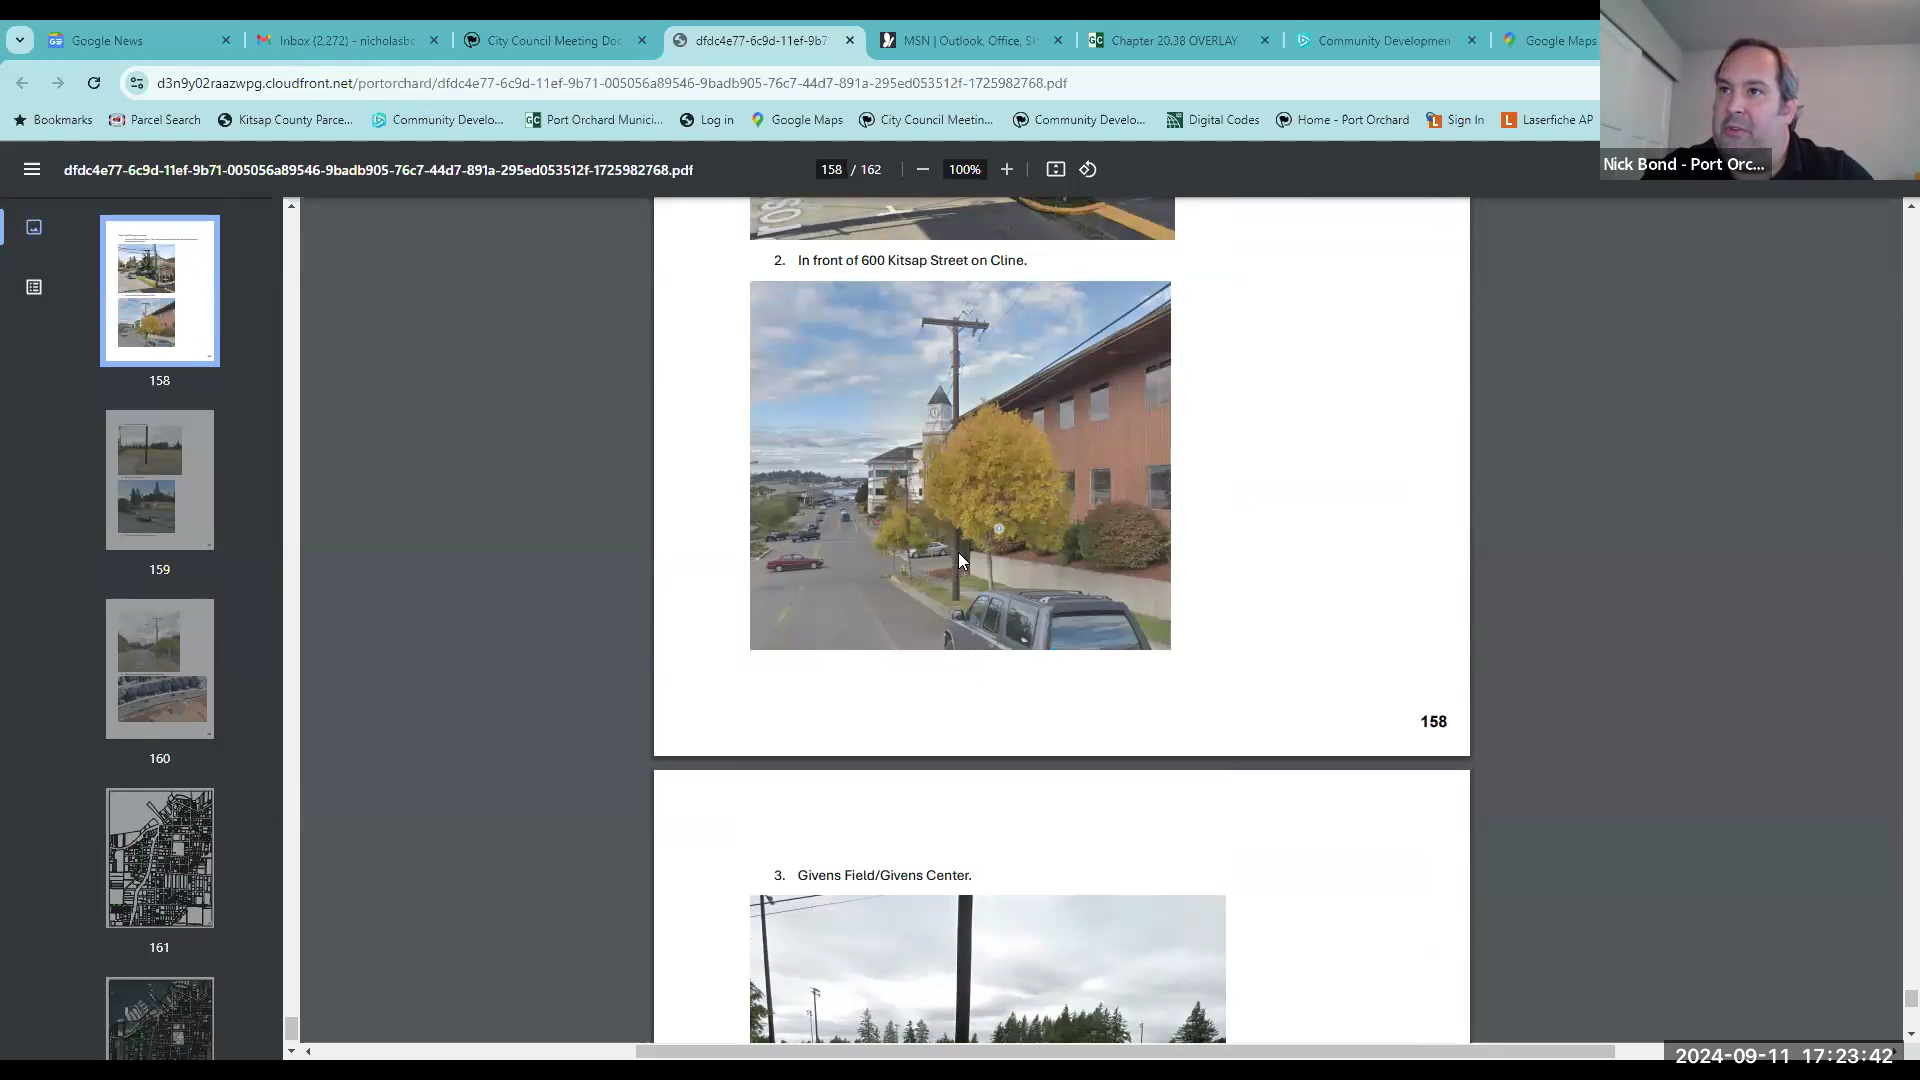 Google News
Inbox (2,272) - nicholasbo
City Council Meeting Doc
dfdc4e77-6c9d-11ef-9b7
MSN | Outlook, Office, Sk
Chapter 20.38 OVERLAY
Community Developmen
Google Maps
d3n9y02raazwpg.cloudfront.net/portorchard/dfdc4e77-6c9d-11ef-9b71-005056a89546-9badb905-76c7-44d7-891a-295ed053512f-1725982768.pdf
Bookmarks
Parcel Search
Kitsap County Parce...
Community Develo...
Port Orchard Munici...
Log in
Google Maps
City Council Meetin...
Community Develo...
Digital Codes
Home - Port Orchard
Sign In
Laserfiche AP
Nick Bond - Port Orc...
dfdc4e77-6c9d-11ef-9b71-005056a89546-9badb905-76c7-44d7-891a-295ed053512f-1725982768.pdf
158 / 162
100%
2. In front of 600 Kitsap Street on Cline.
158
3. Givens Field/Givens Center.
158
159
160
161
2024-09-11 17:23:42